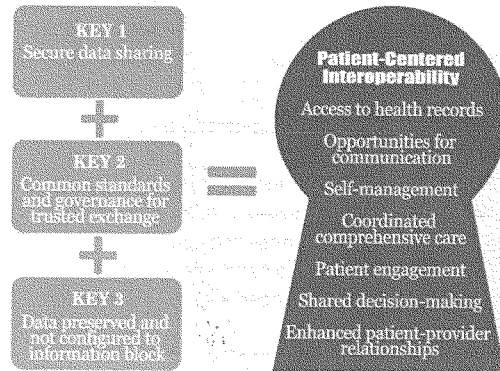 KEY 1
Secure data sharing
+
KEY 2
Common standards
and governance for
trusted exchange
+
KEY 3
Data preserved and
not configured to
information block
=
Patient-Centered
Interoperability
Access to health records
Opportunities for
communication
Self-management
Coordinated
comprehensive care
Patient engagement
Shared decision-making
Enhanced patient-provider
relationships